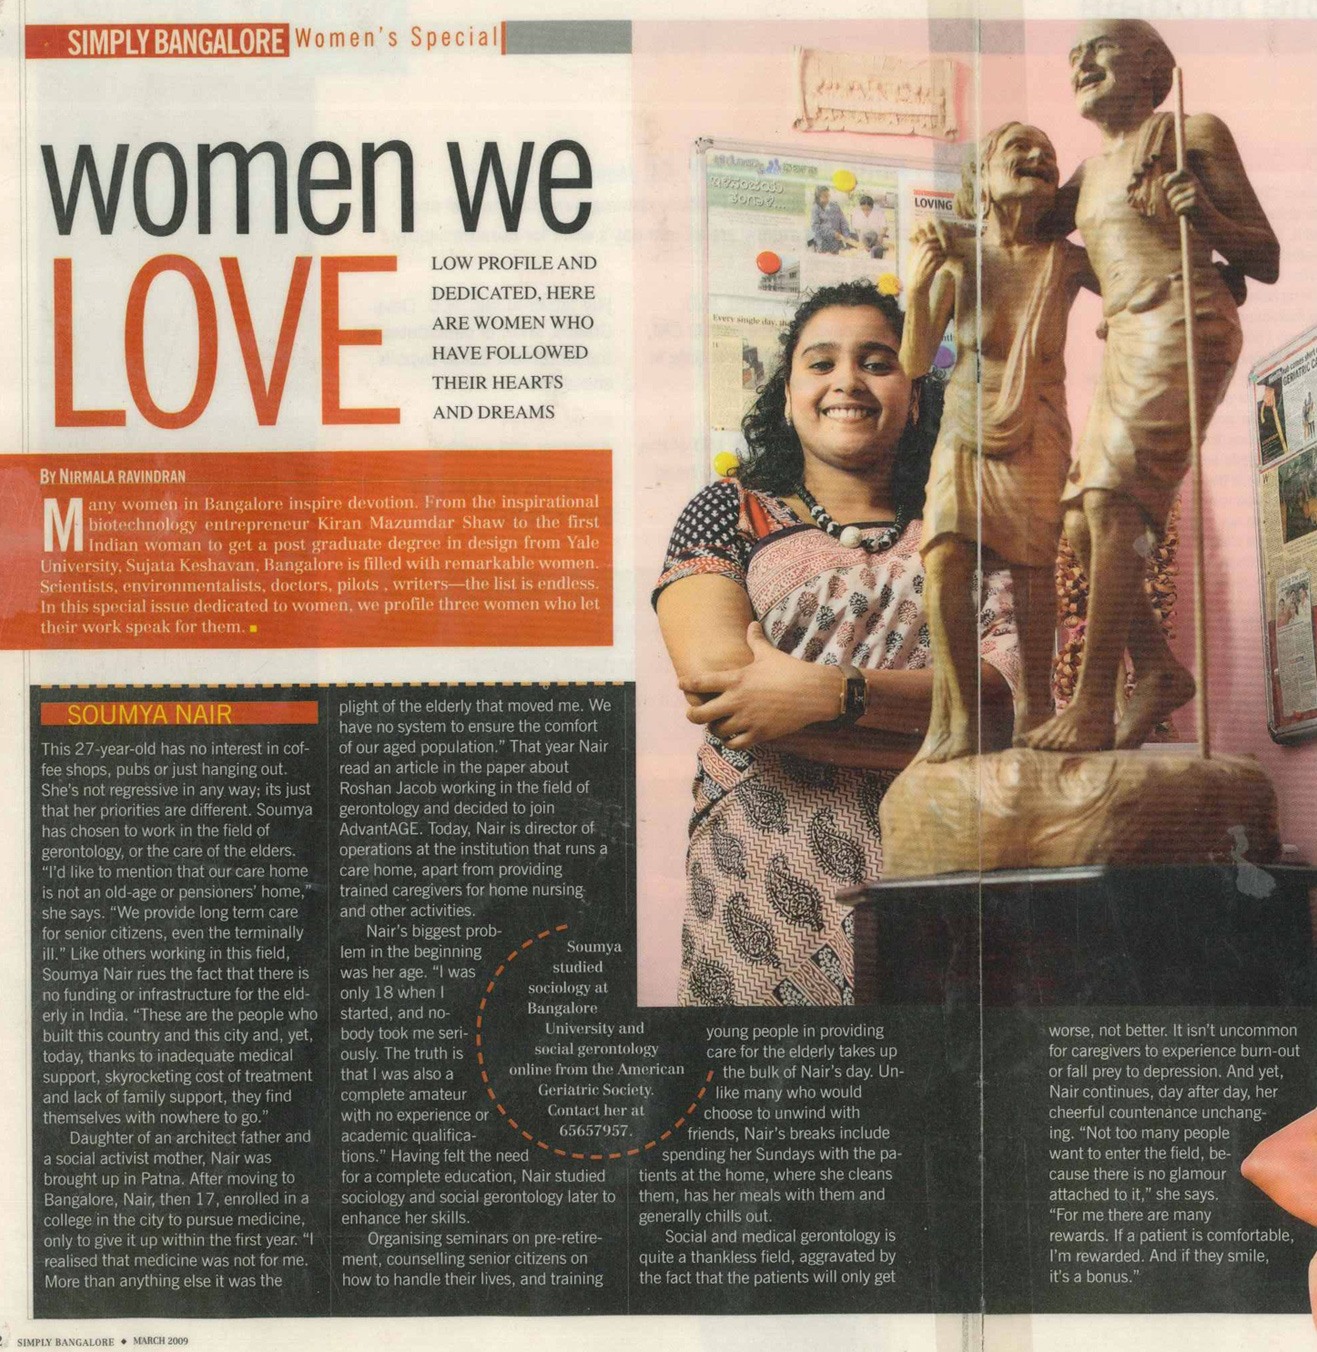 SIMPLY BANGALORE Women's Special
women we
LOVE
LOW PROFILE AND
DEDICATED, HERE
ARE WOMEN WHO
HAVE FOLLOWED
THEIR HEARTS
AND DREAMS
BY NIRMALA RAVINDRAN
Many women in Bangalore inspire devotion. From the inspirational
biotechnology entrepreneur Kiran Mazumdar Shaw to the first
Indian woman to get a post graduate degree in design from Yale
University, Sujata Keshavan, Bangalore is filled with remarkable women.
Scientists, environmentalists, doctors, pilots , writers—the list is endless.
In this special issue dedicated to women, we profile three women who let
their work speak for them.
LOVING
Every single day, th
GERIATRIC CA
SOUMYA NAIR
This 27-year-old has no interest in cof-
fee shops, pubs or just hanging out.
She's not regressive in any way; its just
that her priorities are different. Soumya
has chosen to work in the field of
gerontology, or the care of the elders.
“I'd like to mention that our care home
is not an old-age or pensioners' home,”
she says. “We provide long term care
for senior citizens, even the terminally
ill.” Like others working in this field,
Soumya Nair rues the fact that there is
no funding or infrastructure for the eld-
erly in India. “These are the people who
built this country and this city and, yet,
today, thanks to inadequate medical
support, skyrocketing cost of treatment
and lack of family support, they find
themselves with nowhere to go.”
Daughter of an architect father and
a social activist mother, Nair was
brought up in Patna. After moving to
Bangalore, Nair, then 17, enrolled in a
college in the city to pursue medicine,
only to give it up within the first year. “I
realised that medicine was not for me.
More than anything else it was the
plight of the elderly that moved me. We
have no system to ensure the comfort
of our aged population.” That year Nair
read an article in the paper about
Roshan Jacob working in the field of
gerontology and decided to join
AdvantAGE. Today, Nair is director of
operations at the institution that runs a
care home, apart from providing
trained caregivers for home nursing
and other activities.
Nair's biggest prob-
lem in the beginning
was her age. “I was
only 18 when I
started, and no-
body took me seri-
ously. The truth is
that I was also a
complete amateur
with no experience or
academic qualifica-
tions.” Having felt the need
for a complete education, Nair studied
sociology and social gerontology later to
enhance her skills.
Organising seminars on pre-retire-
ment, counselling senior citizens on
how to handle their lives, and training
Soumya
studied
sociology at
Bangalore
University and
social gerontology
online from the American
Geriatric Society.
Contact her at
65657957.
young people in providing
care for the elderly takes up
the bulk of Nair's day. Un-
like many who would
choose to unwind with
friends, Nair's breaks include
spending her Sundays with the pa-
tients at the home, where she cleans
them, has her meals with them and
generally chills out.
Social and medical gerontology is
quite a thankless field, aggravated by
the fact that the patients will only get
worse, not better. It isn't uncommon
for caregivers to experience burn-out
or fall prey to depression. And yet,
Nair continues, day after day, her
cheerful countenance unchang-
ing. “Not too many people
want to enter the field, be-
cause there is no glamour
attached to it,” she says.
“For me there are many
rewards. If a patient is comfortable,
I'm rewarded. And if they smile,
it's a bonus.”
2 SIMPLY BANGALORE ◆ MARCH 2009